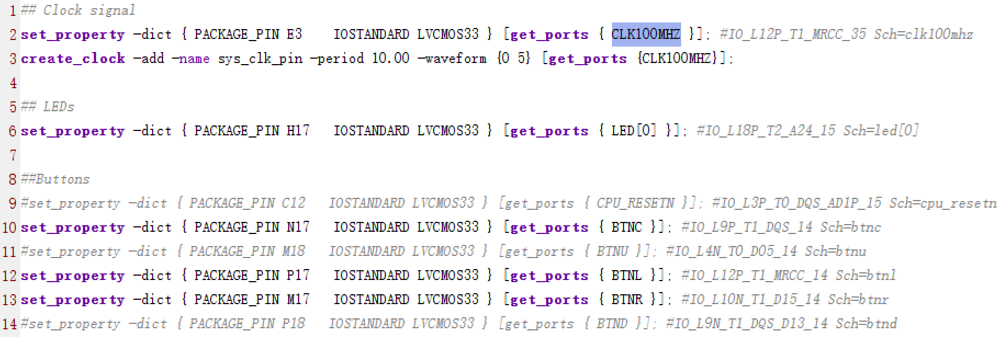 1 ## Clock signal
2 set_property -dict { PACKAGE_PIN E3    IOSTANDARD LVCMOS33 } [get_ports { CLK100MHZ }]; #IO_L12P_T1_MRCC_35 Sch=clk100mhz
3 create_clock -add -name sys_clk_pin -period 10.00 -waveform {0 5} [get_ports {CLK100MHZ}];
4
5 ## LEDs
6 set_property -dict { PACKAGE_PIN H17   IOSTANDARD LVCMOS33 } [get_ports { LED[0] }]; #IO_L18P_T2_A24_15 Sch=led[0]
7
8 ##Buttons
9 #set_property -dict { PACKAGE_PIN C12   IOSTANDARD LVCMOS33 } [get_ports { CPU_RESETN }]; #IO_L3P_T0_DQS_AD1P_15 Sch=cpu_resetn
10 set_property -dict { PACKAGE_PIN N17   IOSTANDARD LVCMOS33 } [get_ports { BTNC }]; #IO_L9P_T1_DQS_14 Sch=btnc
11 #set_property -dict { PACKAGE_PIN M18   IOSTANDARD LVCMOS33 } [get_ports { BTNU }]; #IO_L4N_T0_D05_14 Sch=btnu
12 set_property -dict { PACKAGE_PIN P17   IOSTANDARD LVCMOS33 } [get_ports { BTNL }]; #IO_L12P_T1_MRCC_14 Sch=btnl
13 set_property -dict { PACKAGE_PIN M17   IOSTANDARD LVCMOS33 } [get_ports { BTNR }]; #IO_L10N_T1_D15_14 Sch=btnr
14 #set_property -dict { PACKAGE_PIN P18   IOSTANDARD LVCMOS33 } [get_ports { BTND }]; #IO_L9N_T1_DQS_D13_14 Sch=btnd